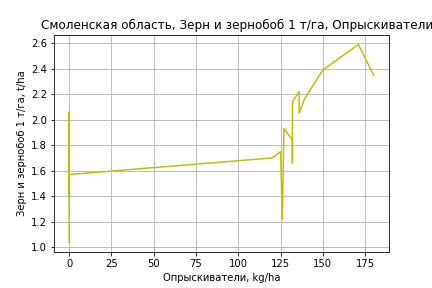 Смоленская область, Зерн и зернобоб 1 т/га, Опрыскиватели
2.6
2.4
2.2
2.0
1.8
1.6
1.4
1.2
1.0
Зерн и зернобоб 1 т/га, t/ha
0 25 50 75 100 125 150 175
Опрыскиватели, kg/ha